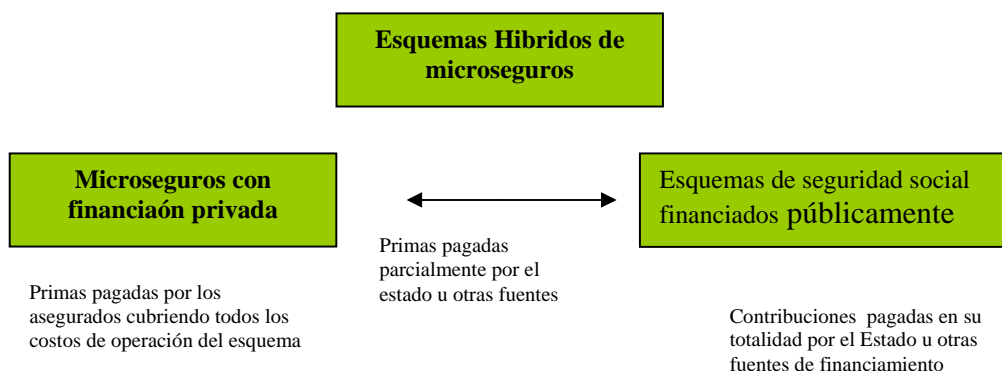 Esquemas Hibridos de
microseguros
Microseguros con
financiaón privada
Esquemas de seguridad social
financiados públicamente
Primas pagadas
parcialmente por el
estado u otras fuentes
Primas pagadas por los
asegurados cubriendo todos los
costos de operación del esquema
Contribuciones pagadas en su
totalidad por el Estado u otras
fuentes de financiamiento